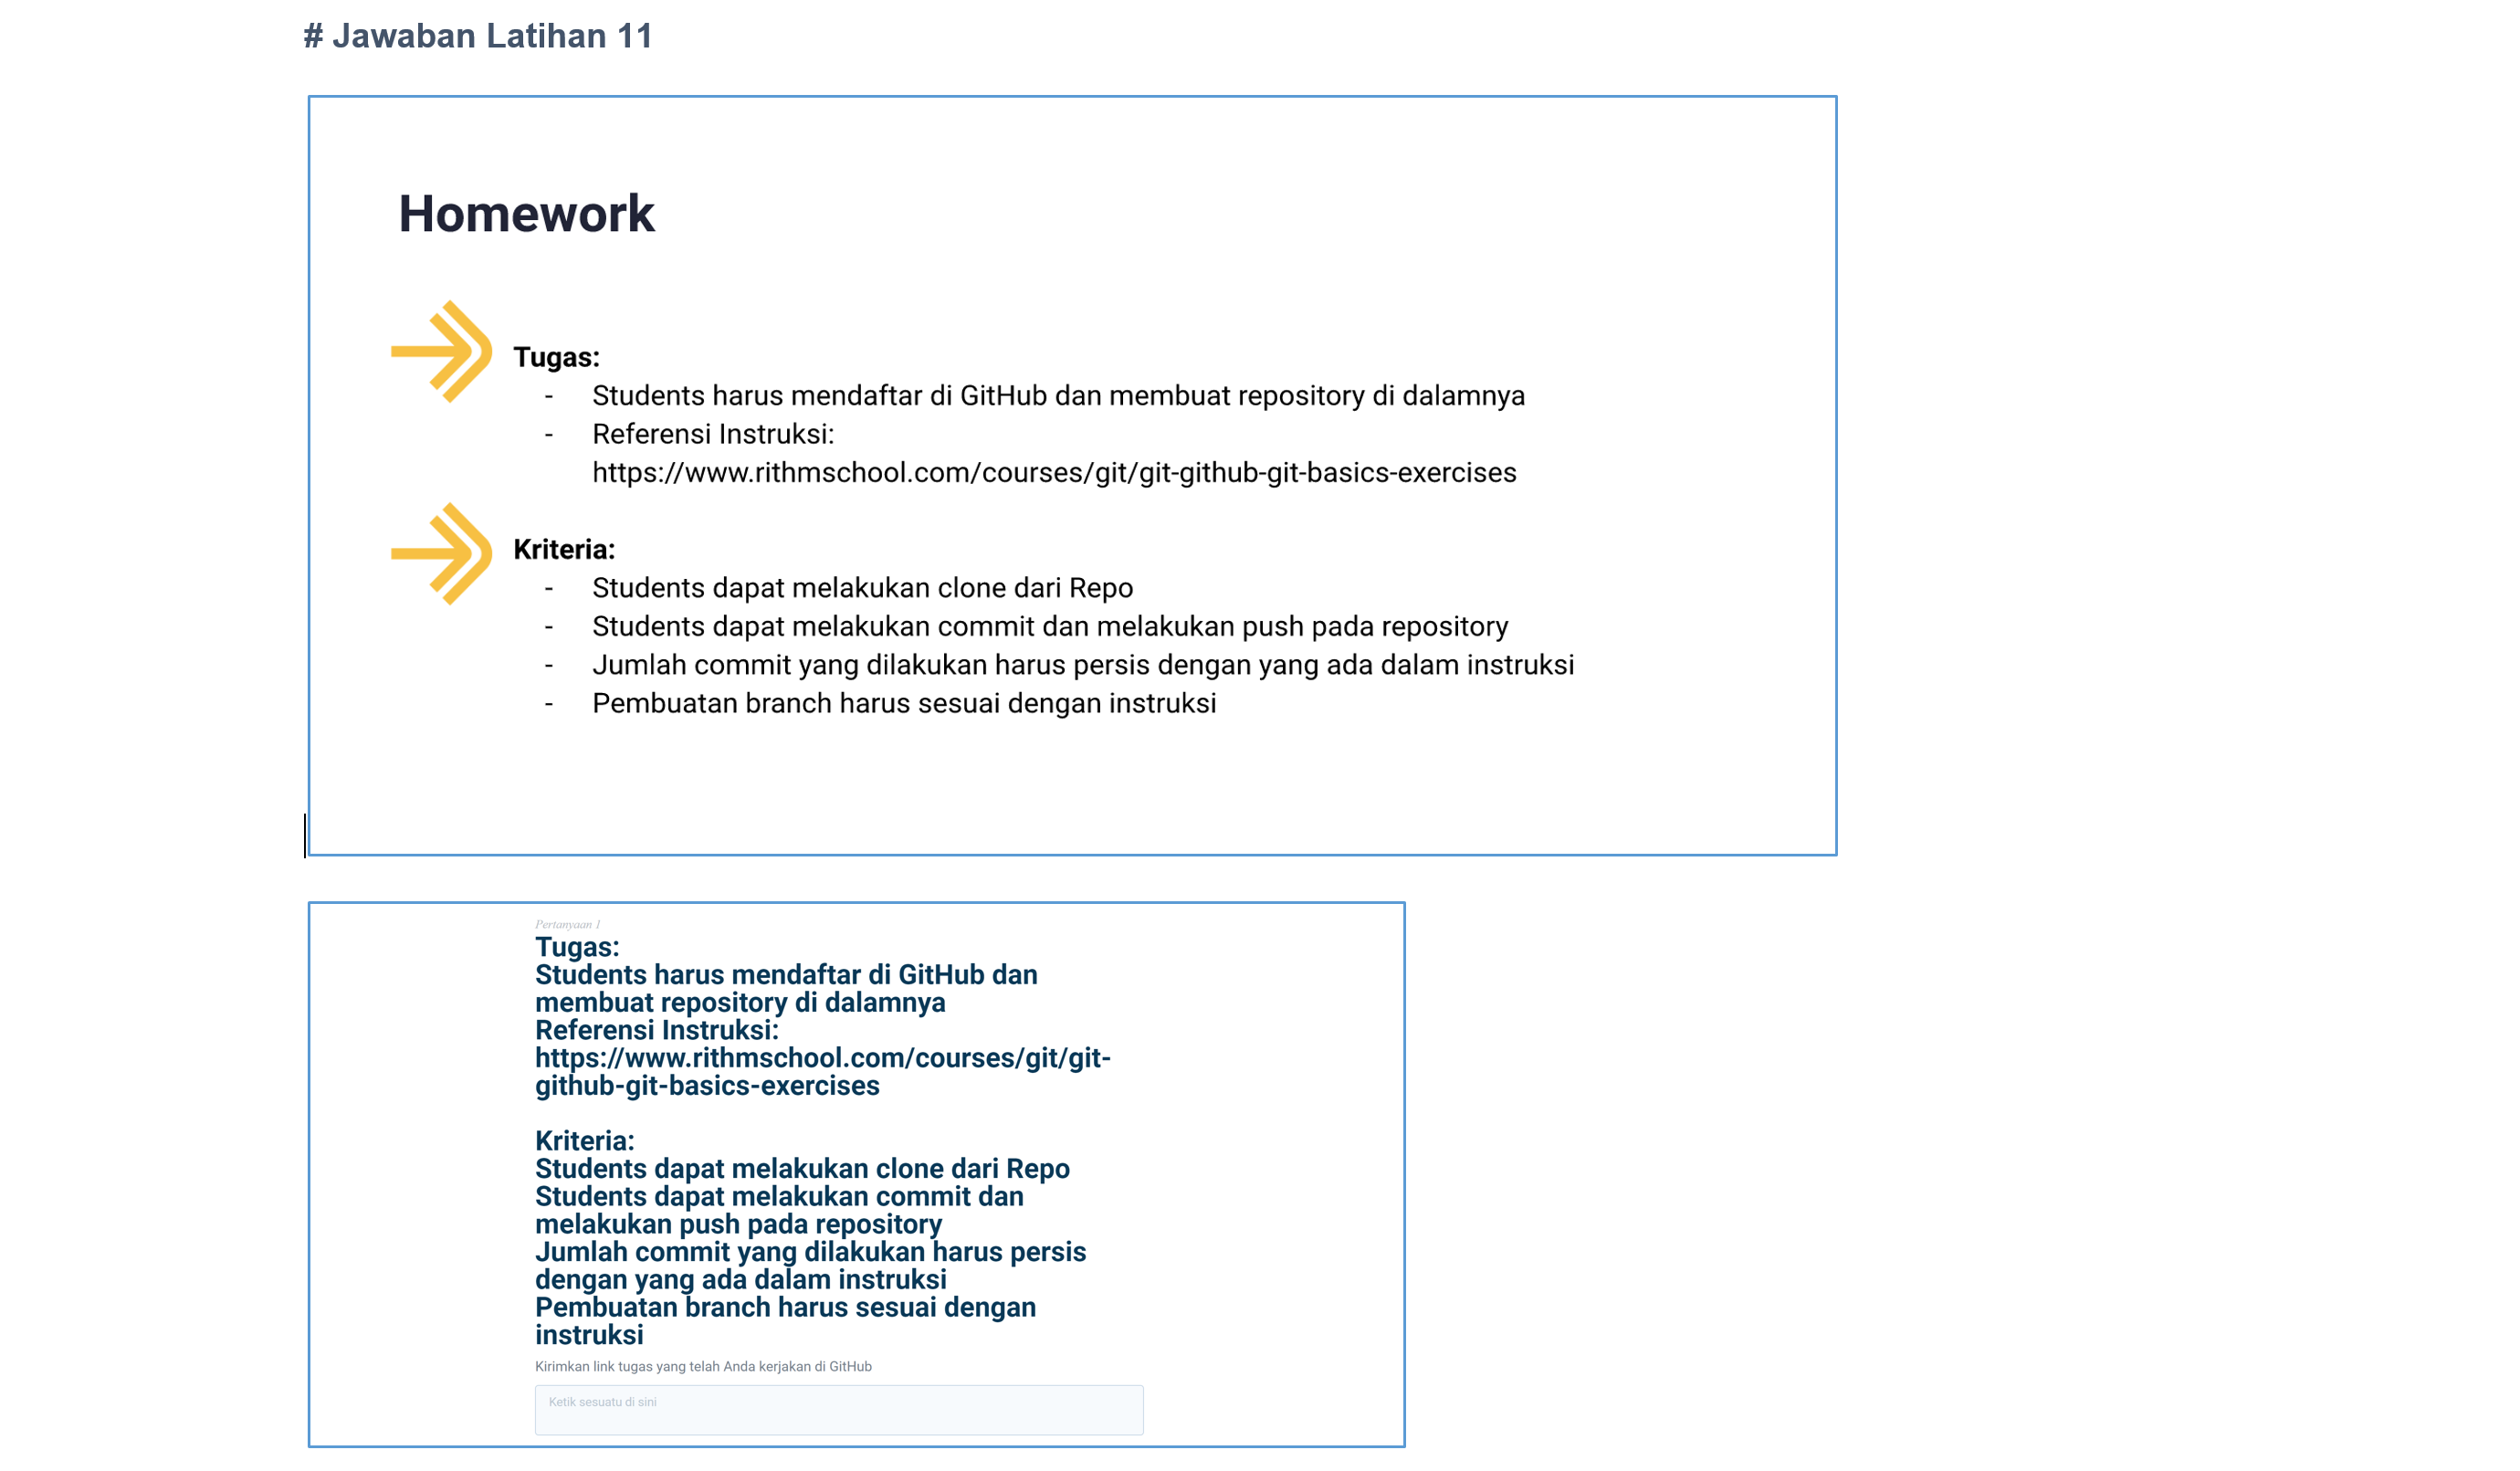 # Jawaban Latihan 11
Homework
Tugas:
- Students harus mendaftar di GitHub dan membuat repository di dalamnya
- Referensi Instruksi:
https://www.rithmschool.com/courses/git/git-github-git-basics-exercises
Kriteria:
- Students dapat melakukan clone dari Repo
- Students dapat melakukan commit dan melakukan push pada repository
- Jumlah commit yang dilakukan harus persis dengan yang ada dalam instruksi
- Pembuatan branch harus sesuai dengan instruksi
Pertanyaan 1
Tugas:
Students harus mendaftar di GitHub dan
membuat repository di dalamnya
Referensi Instruksi:
https://www.rithmschool.com/courses/git/git-
github-git-basics-exercises
Kriteria:
Students dapat melakukan clone dari Repo
Students dapat melakukan commit dan
melakukan push pada repository
Jumlah commit yang dilakukan harus persis
dengan yang ada dalam instruksi
Pembuatan branch harus sesuai dengan
instruksi
Kirimkan link tugas yang telah Anda kerjakan di GitHub
Ketik sesuatu di sini